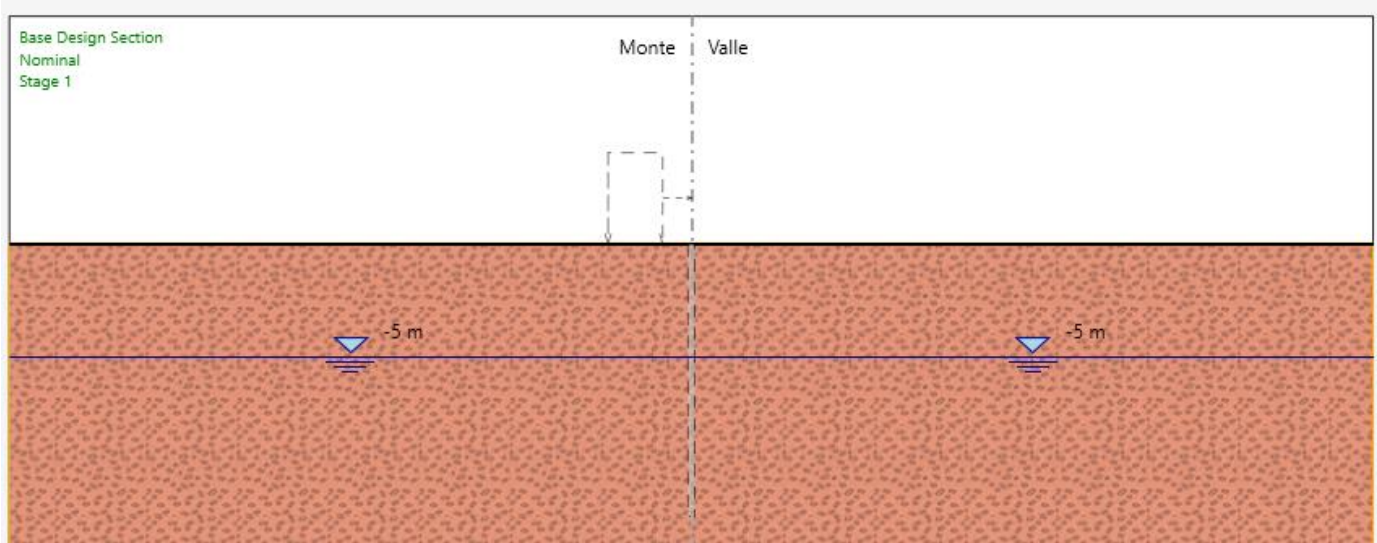 Base Design Section
Nominal
Stage 1
Monte Valle
-5 m -5 m